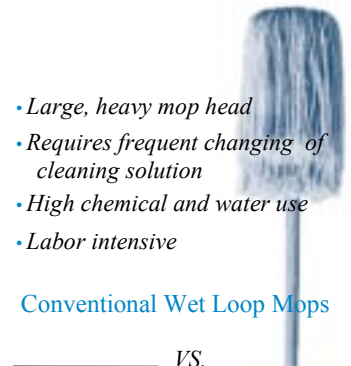 • Large, heavy mop head
• Requires frequent changing of
cleaning solution
• High chemical and water use
• Labor intensive
Conventional Wet Loop Mops
VS.